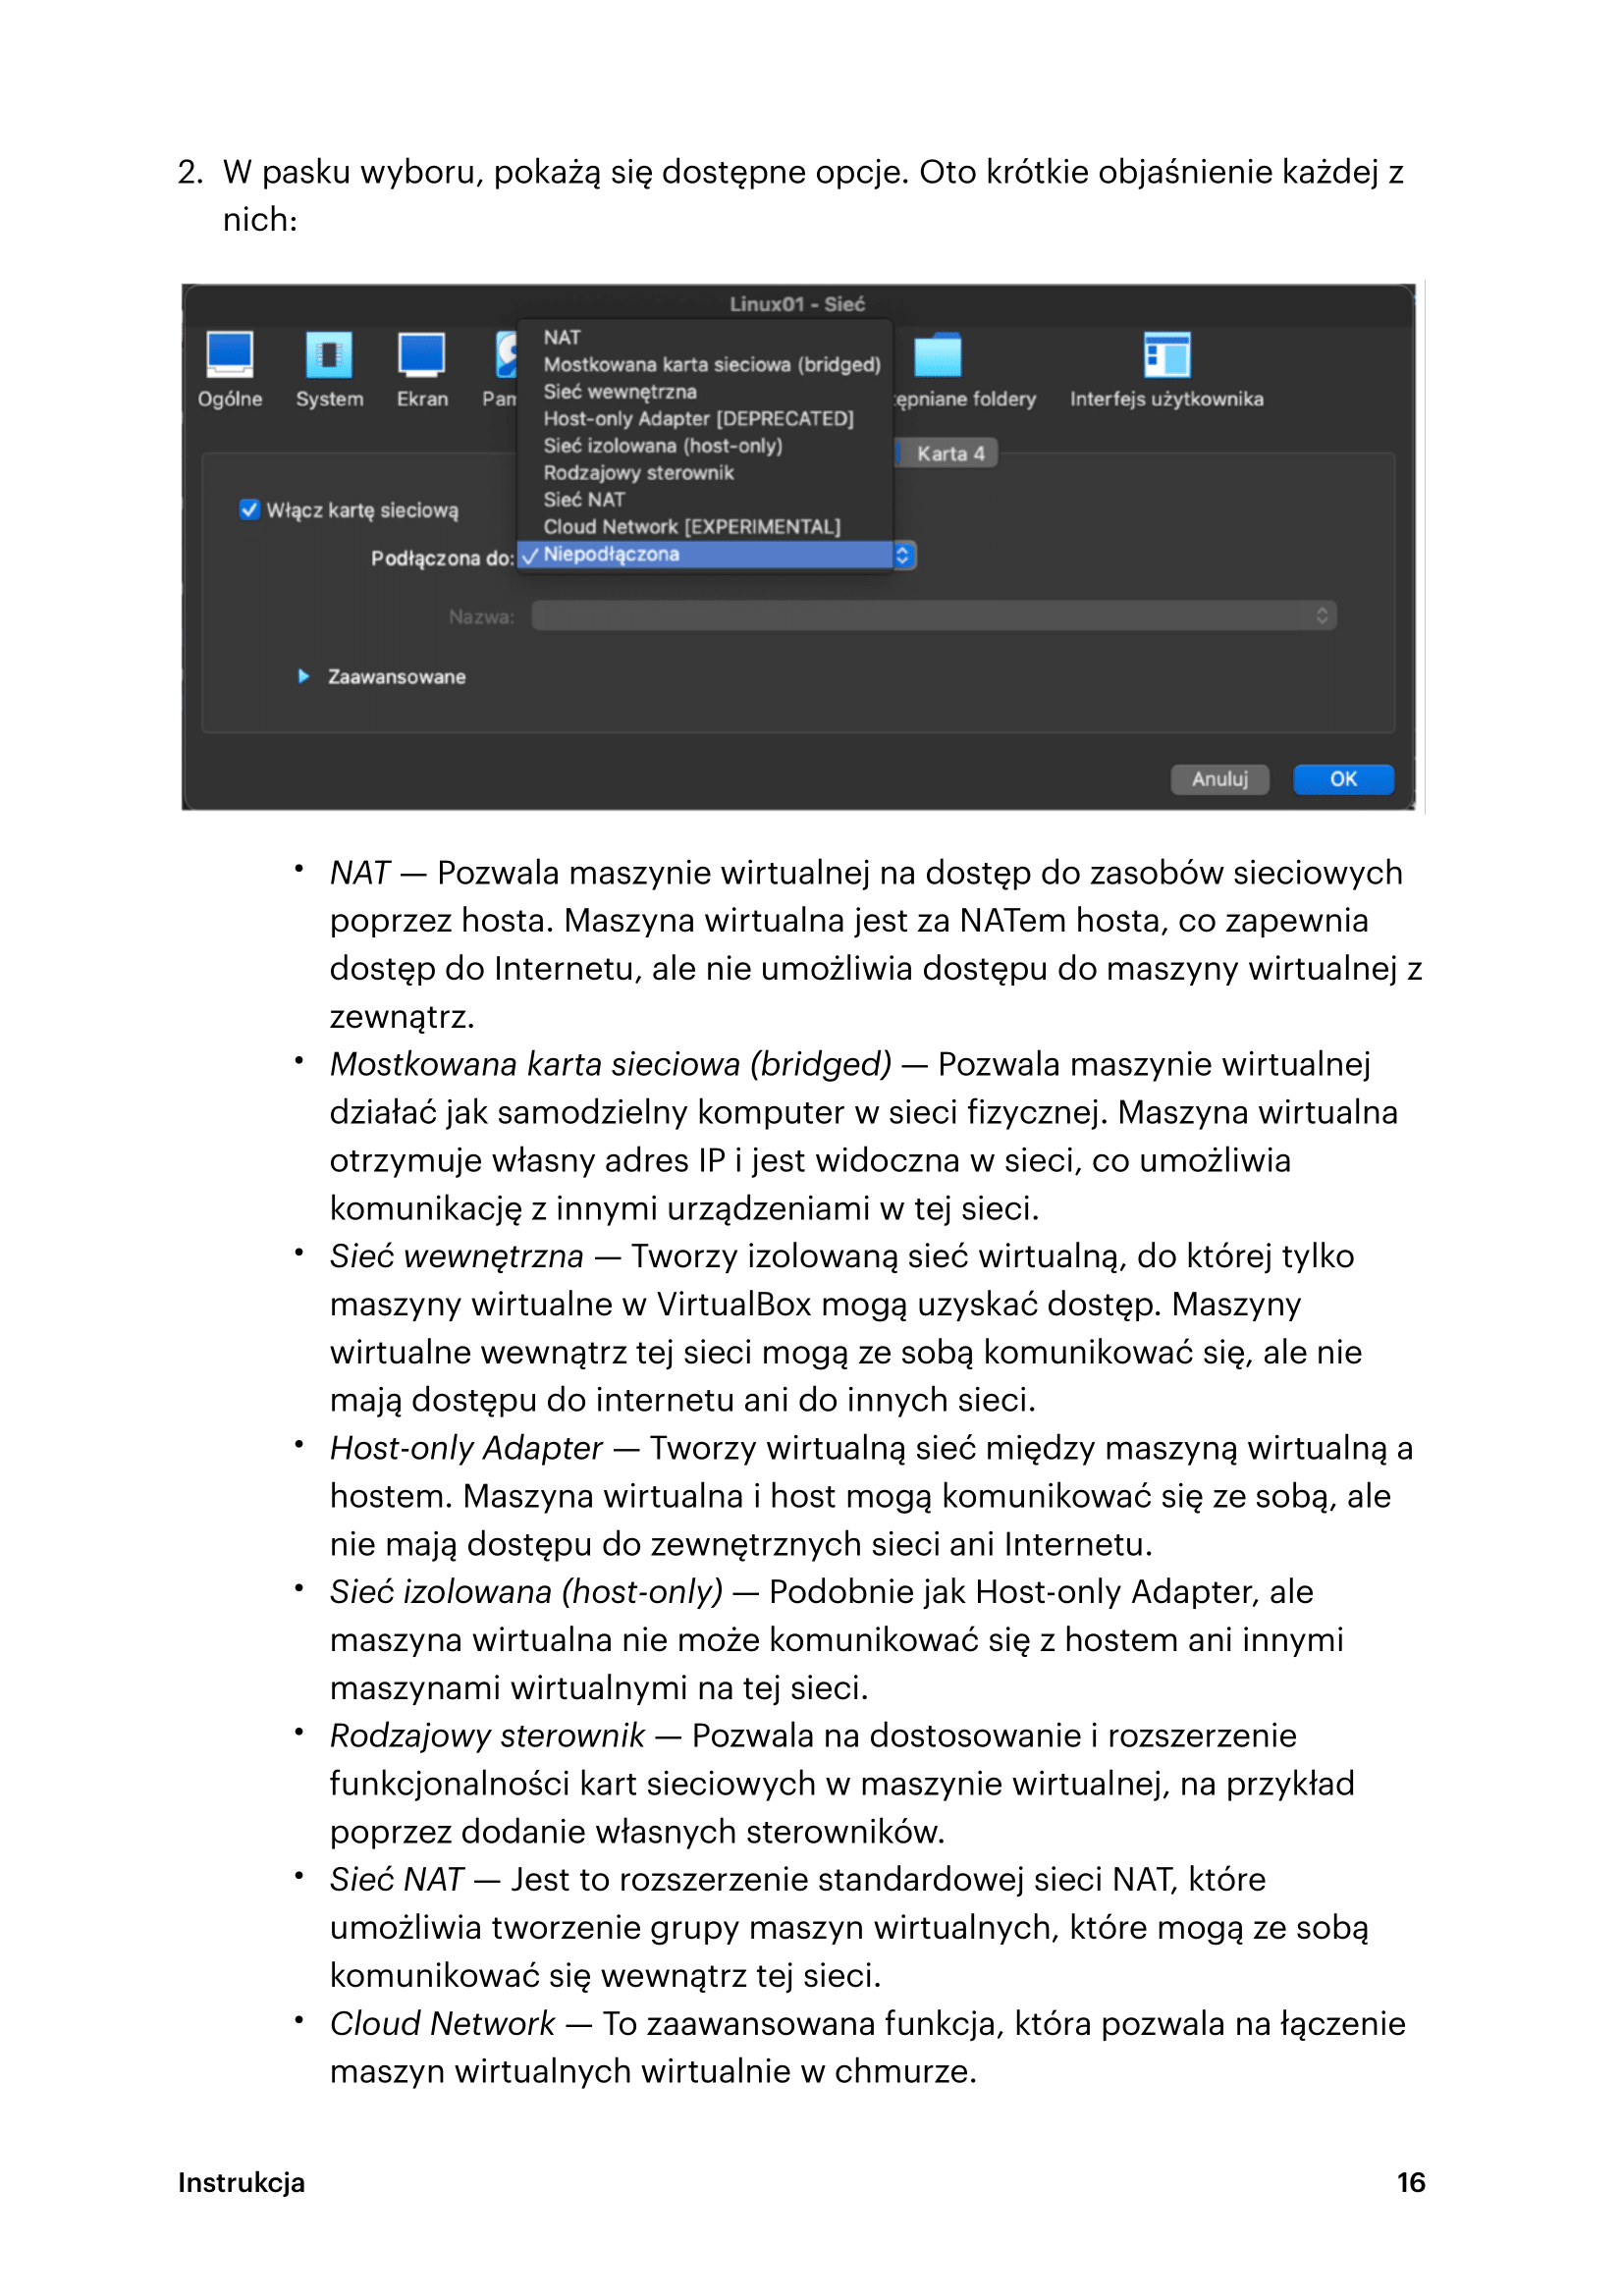 2. W pasku wyboru, pokażą się dostępne opcje. Oto krótkie objaśnienie każdej z
nich:
Linux01 - Sieć
NAT
Mostkowana karta sieciowa (bridged)
Sieć wewnętrzna
Host-only Adapter [DEPRECATED]
Sieć izolowana (host-only)
Rodzajowy sterownik
Sieć NAT
Cloud Network [EXPERIMENTAL]
Niepodłączona
Ogólne System Ekran Pam ępniane foldery Interfejs użytkownika
Karta 4
Włącz kartę sieciową
Podłączona do:
Nazwa:
Zaawansowane
Anuluj OK
• NAT — Pozwala maszynie wirtualnej na dostęp do zasobów sieciowych
poprzez hosta. Maszyna wirtualna jest za NATem hosta, co zapewnia
dostęp do Internetu, ale nie umożliwia dostępu do maszyny wirtualnej z
zewnątrz.
• Mostkowana karta sieciowa (bridged) — Pozwala maszynie wirtualnej
działać jak samodzielny komputer w sieci fizycznej. Maszyna wirtualna
otrzymuje własny adres IP i jest widoczna w sieci, co umożliwia
komunikację z innymi urządzeniami w tej sieci.
• Sieć wewnętrzna — Tworzy izolowaną sieć wirtualną, do której tylko
maszyny wirtualne w VirtualBox mogą uzyskać dostęp. Maszyny
wirtualne wewnątrz tej sieci mogą ze sobą komunikować się, ale nie
mają dostępu do internetu ani do innych sieci.
• Host-only Adapter — Tworzy wirtualną sieć między maszyną wirtualną a
hostem. Maszyna wirtualna i host mogą komunikować się ze sobą, ale
nie mają dostępu do zewnętrznych sieci ani Internetu.
• Sieć izolowana (host-only) — Podobnie jak Host-only Adapter, ale
maszyna wirtualna nie może komunikować się z hostem ani innymi
maszynami wirtualnymi na tej sieci.
• Rodzajowy sterownik — Pozwala na dostosowanie i rozszerzenie
funkcjonalności kart sieciowych w maszynie wirtualnej, na przykład
poprzez dodanie własnych sterowników.
• Sieć NAT — Jest to rozszerzenie standardowej sieci NAT, które
umożliwia tworzenie grupy maszyn wirtualnych, które mogą ze sobą
komunikować się wewnątrz tej sieci.
• Cloud Network — To zaawansowana funkcja, która pozwala na łączenie
maszyn wirtualnych wirtualnie w chmurze.
Instrukcja 16